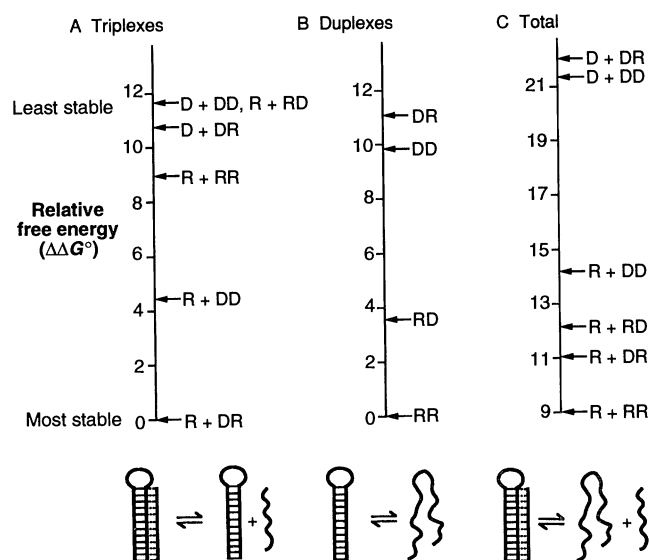 A Triplexes
B Duplexes
C Total
12
Least stable
D + DD, R + RD
D + DR
10
R + RR
8
Relative
free energy
(ΔΔG°)
6
R + DD
4
2
Most stable
0
R + DR
12
DR
10
DD
8
6
4
RD
2
0
RR
D + DR
21
D + DD
19
17
15
R + DD
13
R + RD
11
R + DR
9
R + RR
+
+
+